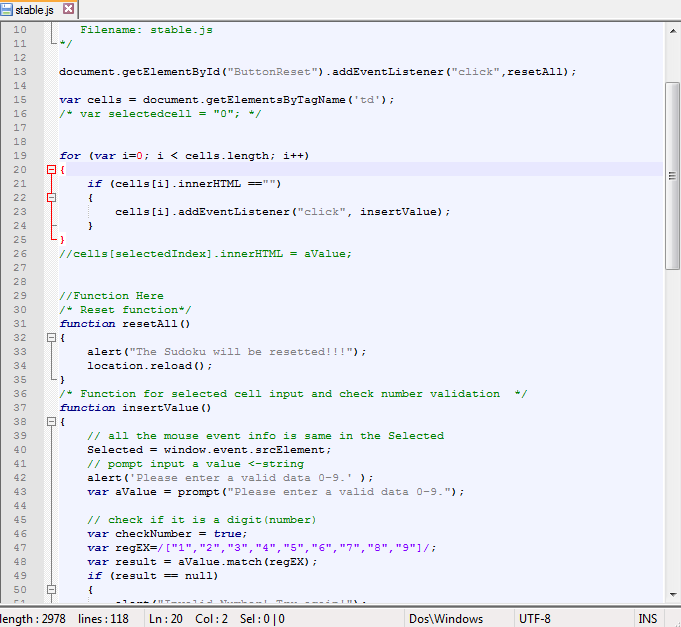 stable.js
10 Filename: stable.js
11 */
12
13 document.getElementById("ButtonReset").addEventListener("click",resetAll);
14
15 var cells = document.getElementsByTagName('td');
16 /* var selectedcell = "0"; */
17
18
19 for (var i=0; i < cells.length; i++)
20 {
21 if (cells[i].innerHTML =="")
22 {
23 cells[i].addEventListener("click", insertValue);
24 }
25 }
26 //cells[selectedIndex].innerHTML = aValue;
27
28
29 //Function Here
30 /* Reset function*/
31 function resetAll()
32 {
33 alert("The Sudoku will be resetted!!!");
34 location.reload();
35 }
36 /* Function for selected cell input and check number validation */
37 function insertValue()
38 {
39 // all the mouse event info is same in the Selected
40 Selected = window.event.srcElement;
41 // pompt input a value <-string
42 alert('Please enter a valid data 0-9.' );
43 var aValue = prompt("Please enter a valid data 0-9.");
44
45 // check if it is a digit(number)
46 var checkNumber = true;
47 var regEX=/["1","2","3","4","5","6","7","8","9"]/;
48 var result = aValue.match(regEX);
49 if (result == null)
50 {
51 alert("Invalid Number! Try again!");
length : 2978 lines : 118 Ln : 20 Col : 2 Sel : 0 | 0 Dos\Windows UTF-8 INS